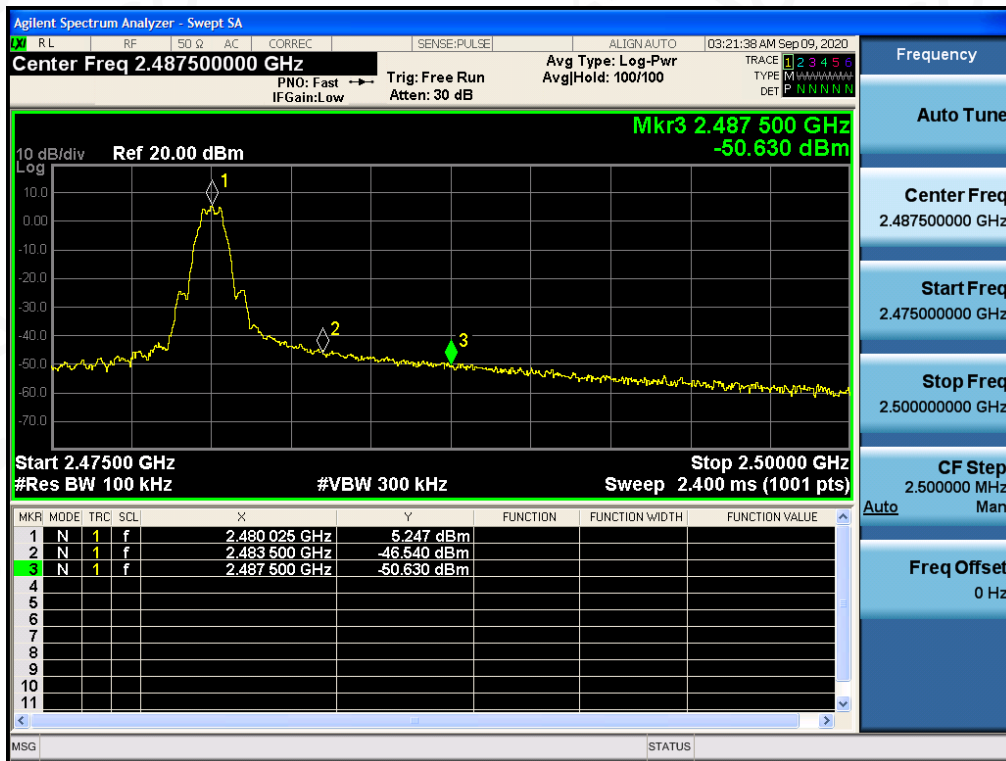 Agilent Spectrum Analyzer - Swept SA
LXI RL RF 50 Ω AC CORREC SENSE:PULSE ALIGN AUTO 03:21:38 AM Sep 09, 2020
Center Freq 2.487500000 GHz
PNO: Fast
IFGain:Low
Trig: Free Run
Atten: 30 dB
Avg Type: Log-Pwr
Avg|Hold: 100/100
TRACE 1 2 3 4 5 6
TYPE M
DET P N N N N N
Mkr3 2.487 500 GHz
-50.630 dBm
10 dB/div Ref 20.00 dBm
Log
10.0
0.00
-10.0
-20.0
-30.0
-40.0
-50.0
-60.0
-70.0
1
2
3
Start 2.47500 GHz Stop 2.50000 GHz
#Res BW 100 kHz #VBW 300 kHz Sweep 2.400 ms (1001 pts)
MKR MODE TRC SCL X Y FUNCTION FUNCTION WIDTH FUNCTION VALUE
1 N 1 f 2.480 025 GHz 5.247 dBm
2 N 1 f 2.483 500 GHz -46.540 dBm
3 N 1 f 2.487 500 GHz -50.630 dBm
4
5
6
7
8
9
10
11
MSG STATUS
Frequency
Auto Tune
Center Freq
2.487500000 GHz
Start Freq
2.475000000 GHz
Stop Freq
2.500000000 GHz
CF Step
2.500000 MHz
Auto Man
Freq Offset
0 Hz